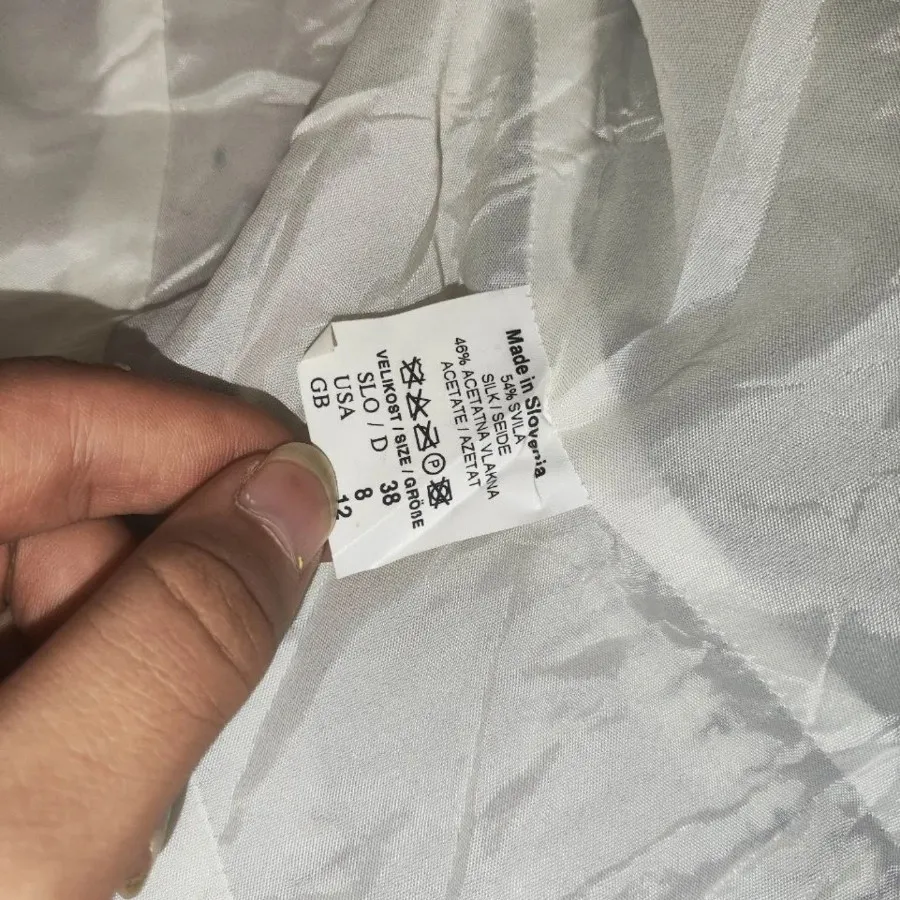 Made in Slovenia
54% SVILA
SILK / SEIDE
46% ACETATNA VLAKNA
ACETATE / AZETAT
P
VELIKOST / SIZE / GRÖßE
SLO / D 38
USA 8
GB 12